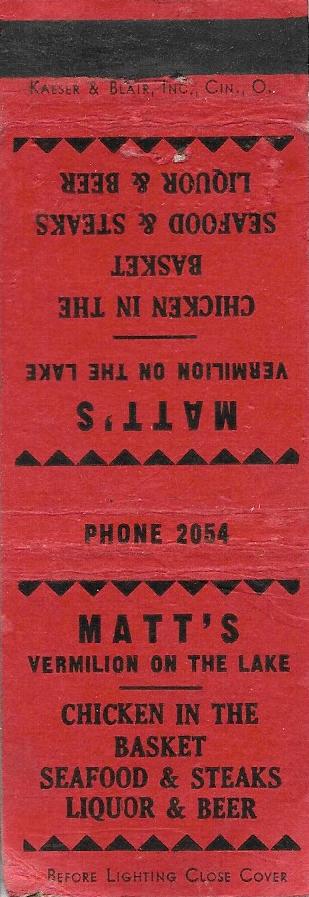 Kaeser & Blair, Inc., Cin., O.
MATT'S
VERMILION ON THE LAKE
CHICKEN IN THE
BASKET
SEAFOOD & STEAKS
LIQUOR & BEER
PHONE 2054
MATT'S
VERMILION ON THE LAKE
CHICKEN IN THE
BASKET
SEAFOOD & STEAKS
LIQUOR & BEER
Before Lighting Close Cover